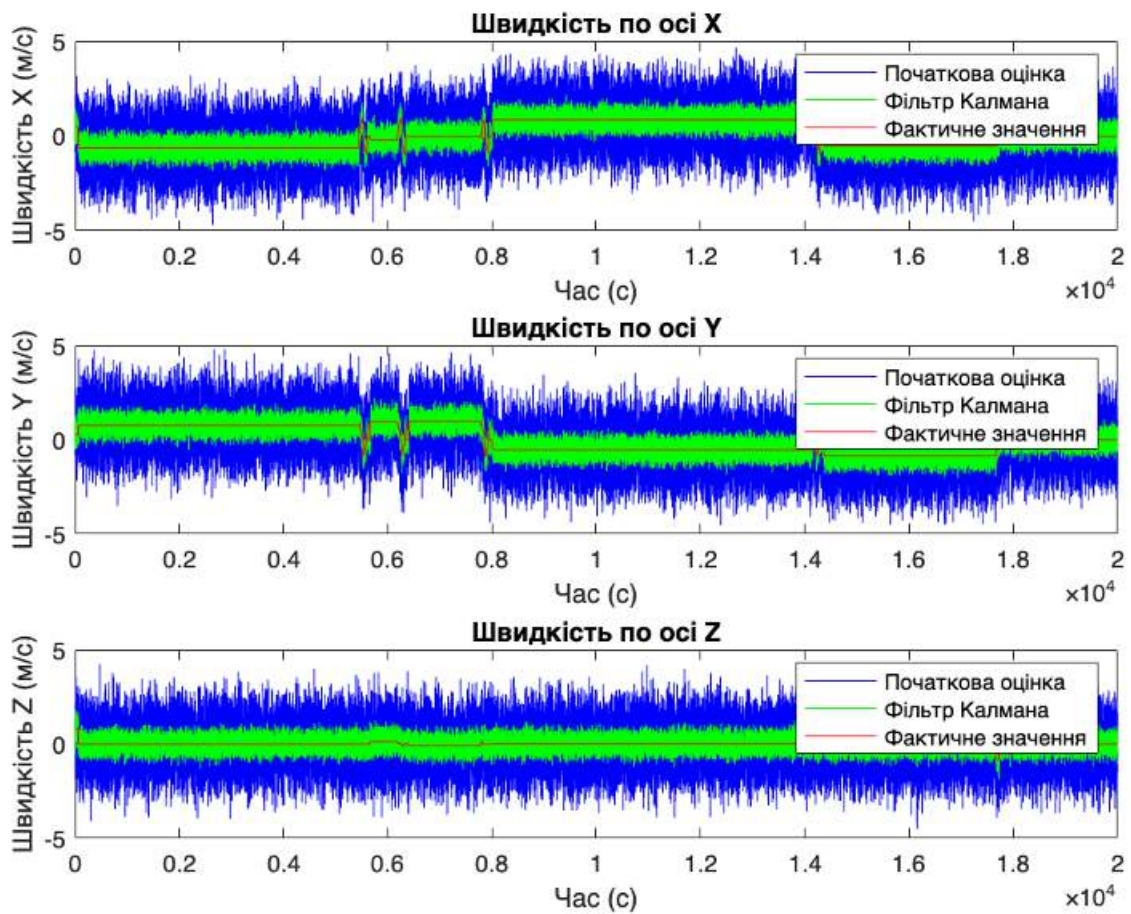 Швидкість по осі X
Швидкість X (м/с)
5
0
-5
Початкова оцінка
Фільтр Калмана
Фактичне значення
0 0.2 0.4 0.6 0.8 1 1.2 1.4 1.6 1.8 2
Час (с)
×10⁴
Швидкість по осі Y
Швидкість Y (м/с)
5
0
-5
Початкова оцінка
Фільтр Калмана
Фактичне значення
0 0.2 0.4 0.6 0.8 1 1.2 1.4 1.6 1.8 2
Час (с)
×10⁴
Швидкість по осі Z
Швидкість Z (м/с)
5
0
-5
Початкова оцінка
Фільтр Калмана
Фактичне значення
0 0.2 0.4 0.6 0.8 1 1.2 1.4 1.6 1.8 2
Час (с)
×10⁴